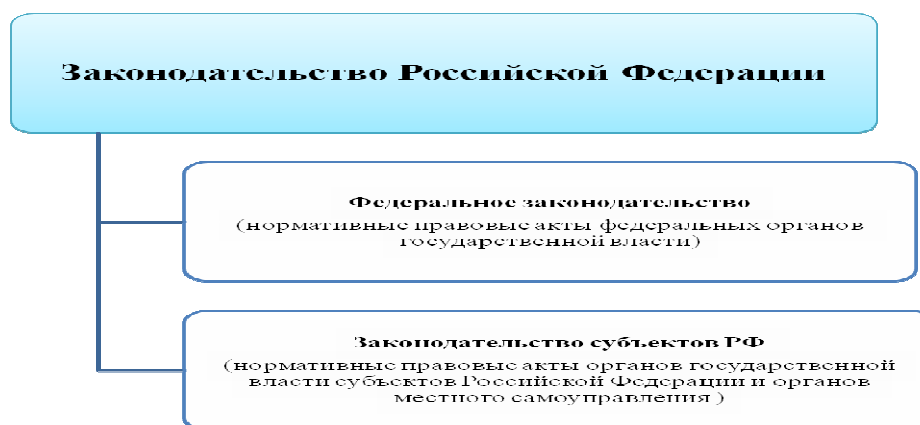 Законодательство Российской Федерации
Федеральное законодательство
(нормативные правовые акты федеральных органов
государственной власти)
Законодательство субъектов РФ
(нормативные правовые акты органов государственной
власти субъектов Российской Федерации и органов
местного самоуправления )